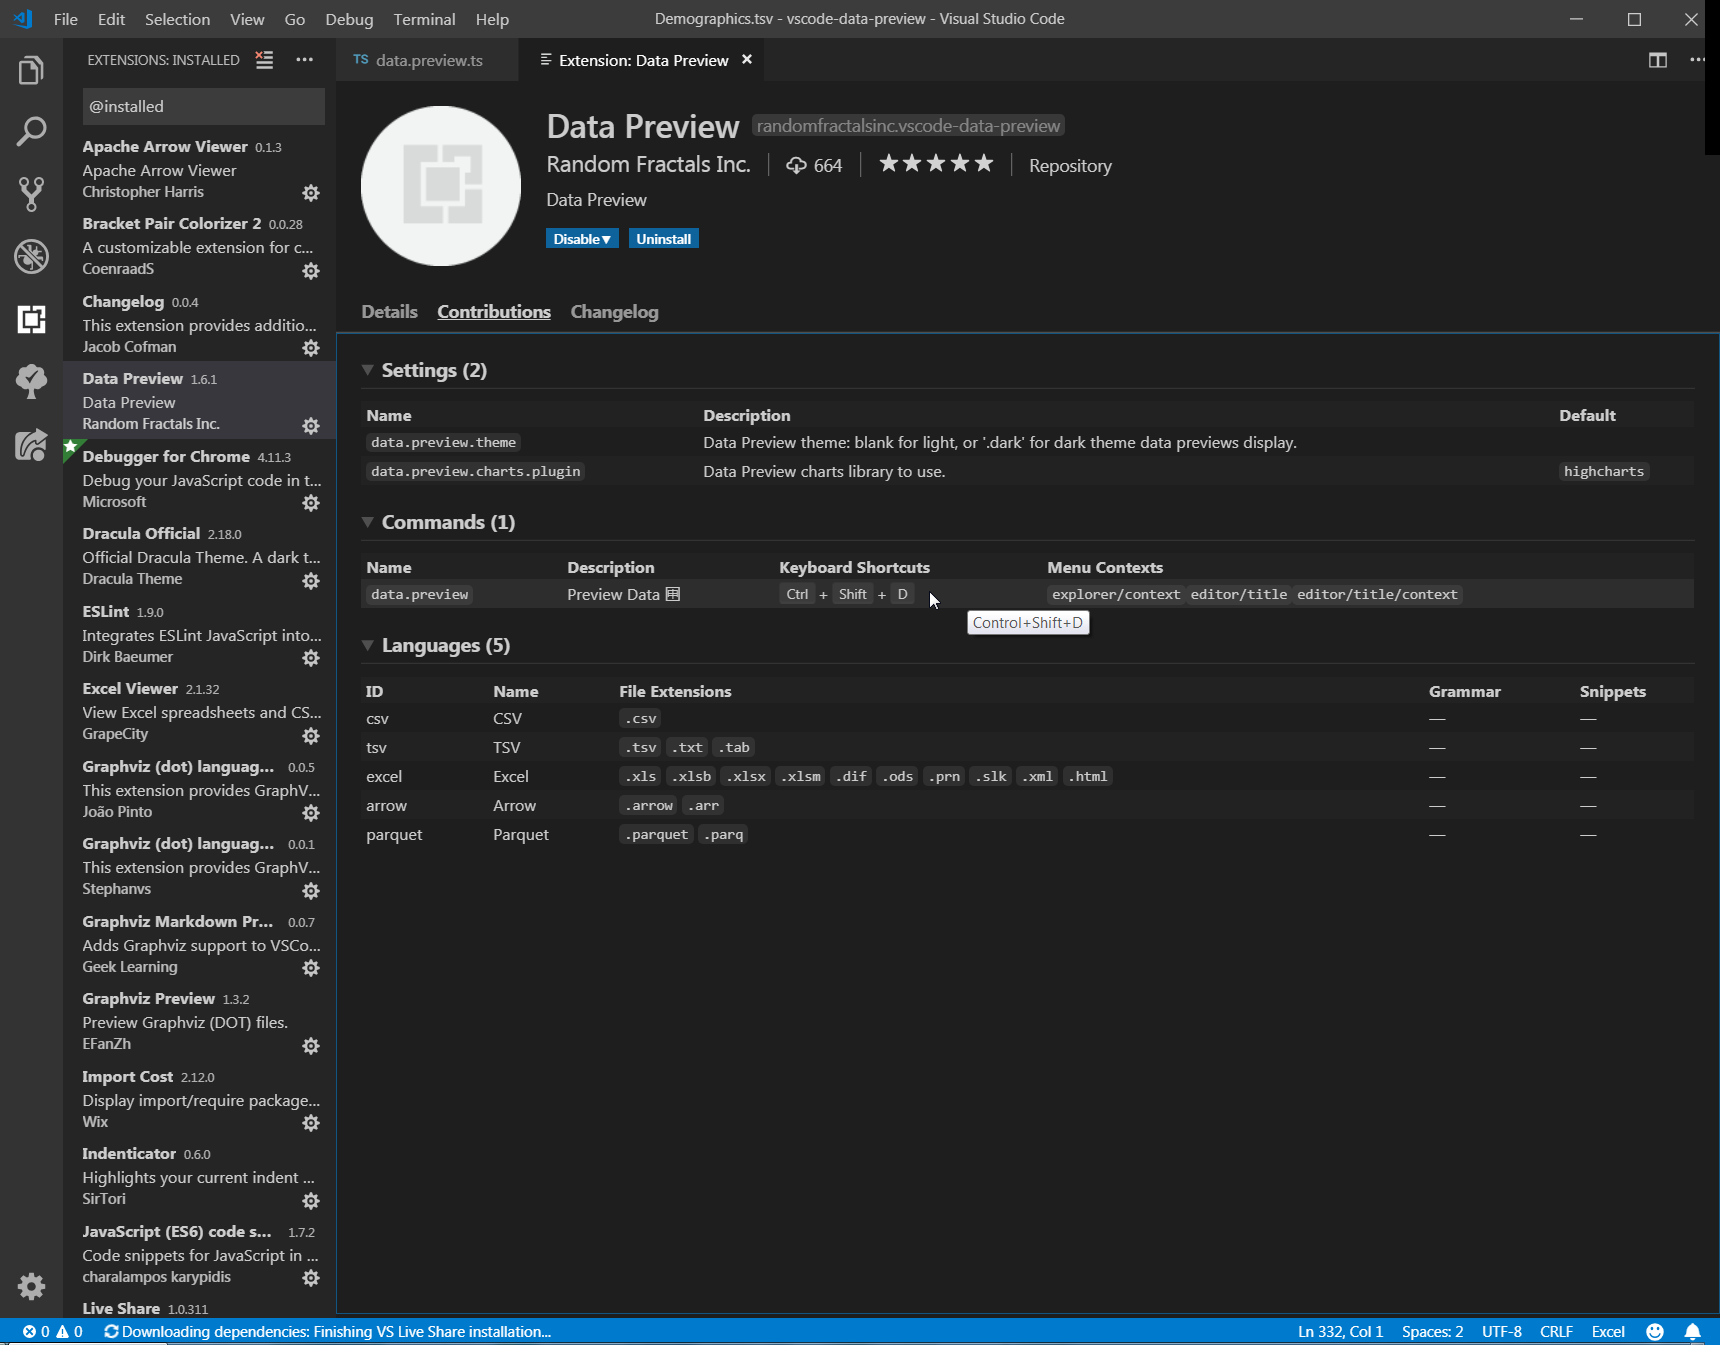 File Edit Selection View Go Debug Terminal Help Demographics.tsv - vscode-data-preview - Visual Studio Code
EXTENSIONS: INSTALLED
@installed
Apache Arrow Viewer 0.1.3
Apache Arrow Viewer
Christopher Harris
Bracket Pair Colorizer 2 0.0.28
A customizable extension for c...
CoenraadS
Changelog 0.0.4
This extension provides additio...
Jacob Cofman
Data Preview 1.6.1
Data Preview
Random Fractals Inc.
Debugger for Chrome 4.11.3
Debug your JavaScript code in t...
Microsoft
Dracula Official 2.18.0
Official Dracula Theme. A dark t...
Dracula Theme
ESLint 1.9.0
Integrates ESLint JavaScript into...
Dirk Baeumer
Excel Viewer 2.1.32
View Excel spreadsheets and CS...
GrapeCity
Graphviz (dot) languag... 0.0.5
This extension provides GraphV...
João Pinto
Graphviz (dot) languag... 0.0.1
This extension provides GraphV...
Stephanvs
Graphviz Markdown Pr... 0.0.7
Adds Graphviz support to VSCo...
Geek Learning
Graphviz Preview 1.3.2
Preview Graphviz (DOT) files.
EFanZh
Import Cost 2.12.0
Display import/require package...
Wix
Indenticator 0.6.0
Highlights your current indent ...
SirTori
JavaScript (ES6) code s... 1.7.2
Code snippets for JavaScript in ...
charalampos karypidis
Live Share 1.0.311
TS data.preview.ts Extension: Data Preview
Data Preview randomfractalsinc.vscode-data-preview
Random Fractals Inc. 664 ★★★★★ Repository
Data Preview
Disable▼ Uninstall
Details Contributions Changelog
Settings (2)
Name Description Default
data.preview.theme Data Preview theme: blank for light, or '.dark' for dark theme data previews display.
data.preview.charts.plugin Data Preview charts library to use. highcharts
Commands (1)
Name Description Keyboard Shortcuts Menu Contexts
data.preview Preview Data Ctrl + Shift + D explorer/context editor/title editor/title/context
Control+Shift+D
Languages (5)
ID Name File Extensions Grammar Snippets
csv CSV .csv — —
tsv TSV .tsv .txt .tab — —
excel Excel .xls .xlsb .xlsx .xlsm .dif .ods .prn .slk .xml .html — —
arrow Arrow .arrow .arr — —
parquet Parquet .parquet .parq — —
0 0 Downloading dependencies: Finishing VS Live Share installation... Ln 332, Col 1 Spaces: 2 UTF-8 CRLF Excel